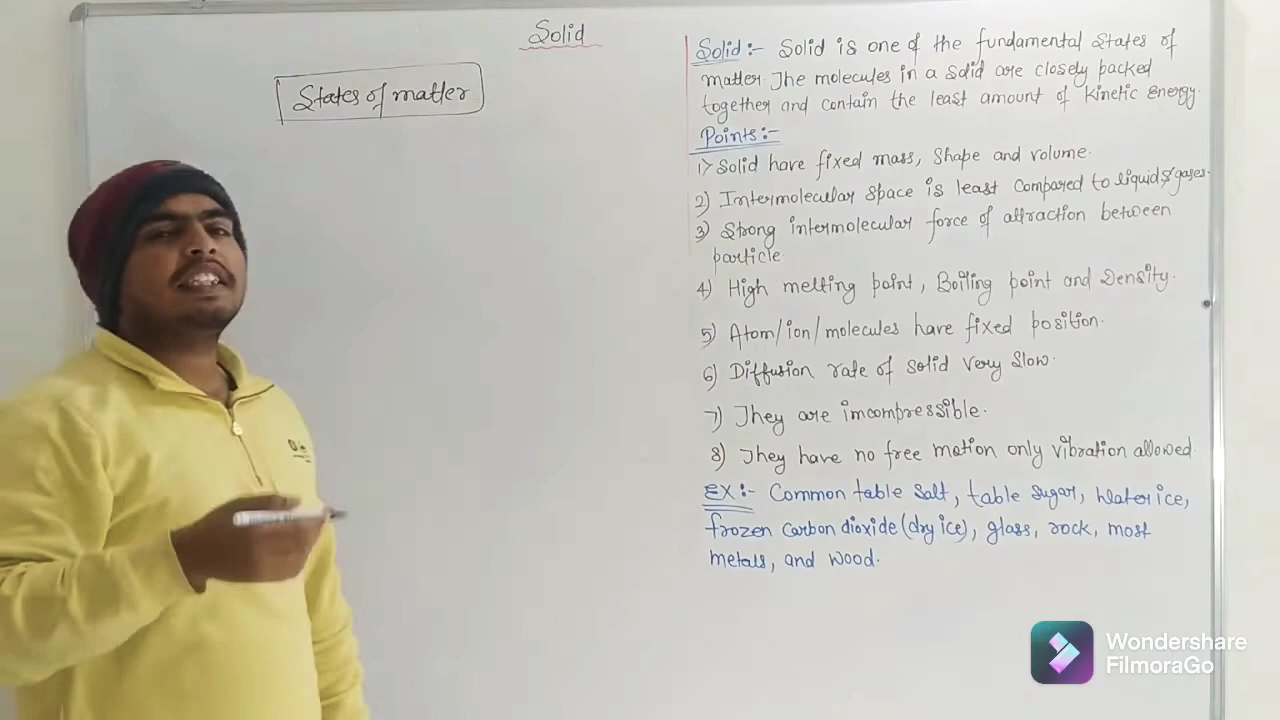 Solid
States of matter
Solid :- Solid is one of the fundamental states of
matter. The molecules in a solid are closely packed
together and contain the least amount of kinetic energy.
Points :-
1> Solid have fixed mass, shape and volume.
2) Intermolecular space is least compared to liquid & gases.
3) Strong intermolecular force of attraction between
particle.
4) High melting point, Boiling point and Density.
5) Atom/ion/molecules have fixed position.
6) Diffusion rate of solid very slow.
7) They are incompressible.
8) They have no free motion only vibration allowed.
EX :- Common table salt, table sugar, water ice,
frozen carbon dioxide (dry ice), glass, rock, most
metals, and wood.
Wondershare
FilmoraGo